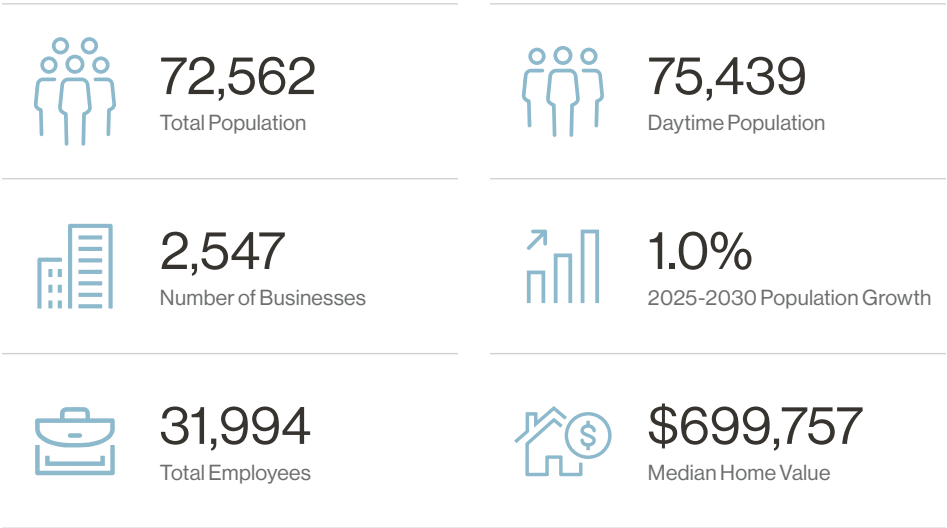 72,562
Total Population
75,439
Daytime Population
2,547
Number of Businesses
1.0%
2025-2030 Population Growth
31,994
Total Employees
$699,757
Median Home Value